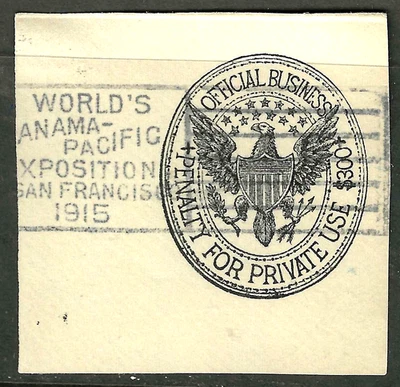 WORLD'S
ANAMA-
PACIFIC
XPOSITION
SAN FRANCISC
1915
OFFICIAL BUSINESS
+PENALTY FOR PRIVATE USE $300+